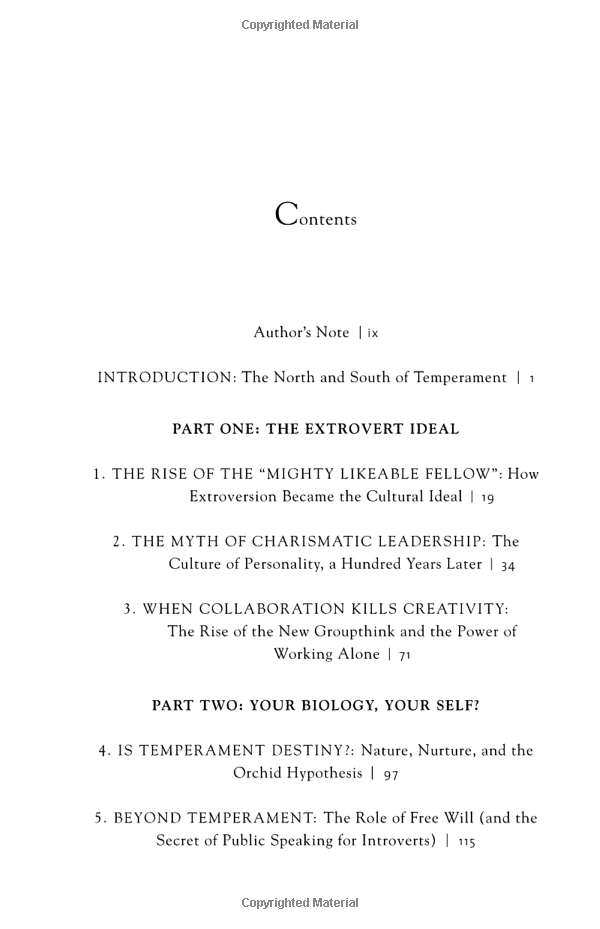 Copyrighted Material
Contents
Author's Note | ix
INTRODUCTION: The North and South of Temperament | 1
PART ONE: THE EXTROVERT IDEAL
1. THE RISE OF THE “MIGHTY LIKEABLE FELLOW”: How
Extroversion Became the Cultural Ideal | 19
2. THE MYTH OF CHARISMATIC LEADERSHIP: The
Culture of Personality, a Hundred Years Later | 34
3. WHEN COLLABORATION KILLS CREATIVITY:
The Rise of the New Groupthink and the Power of
Working Alone | 71
PART TWO: YOUR BIOLOGY, YOUR SELF?
4. IS TEMPERAMENT DESTINY?: Nature, Nurture, and the
Orchid Hypothesis | 97
5. BEYOND TEMPERAMENT: The Role of Free Will (and the
Secret of Public Speaking for Introverts) | 115
Copyrighted Material